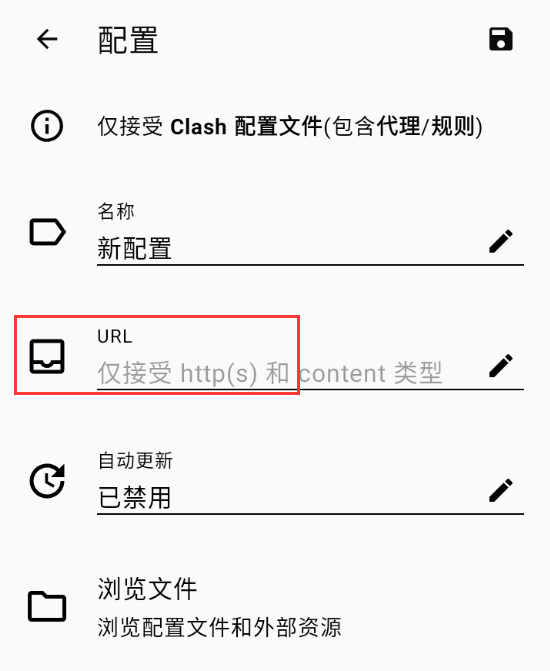 配置
仅接受 Clash 配置文件(包含代理/规则)
名称
新配置
URL
仅接受 http(s) 和 content 类型
自动更新
已禁用
浏览文件
浏览配置文件和外部资源